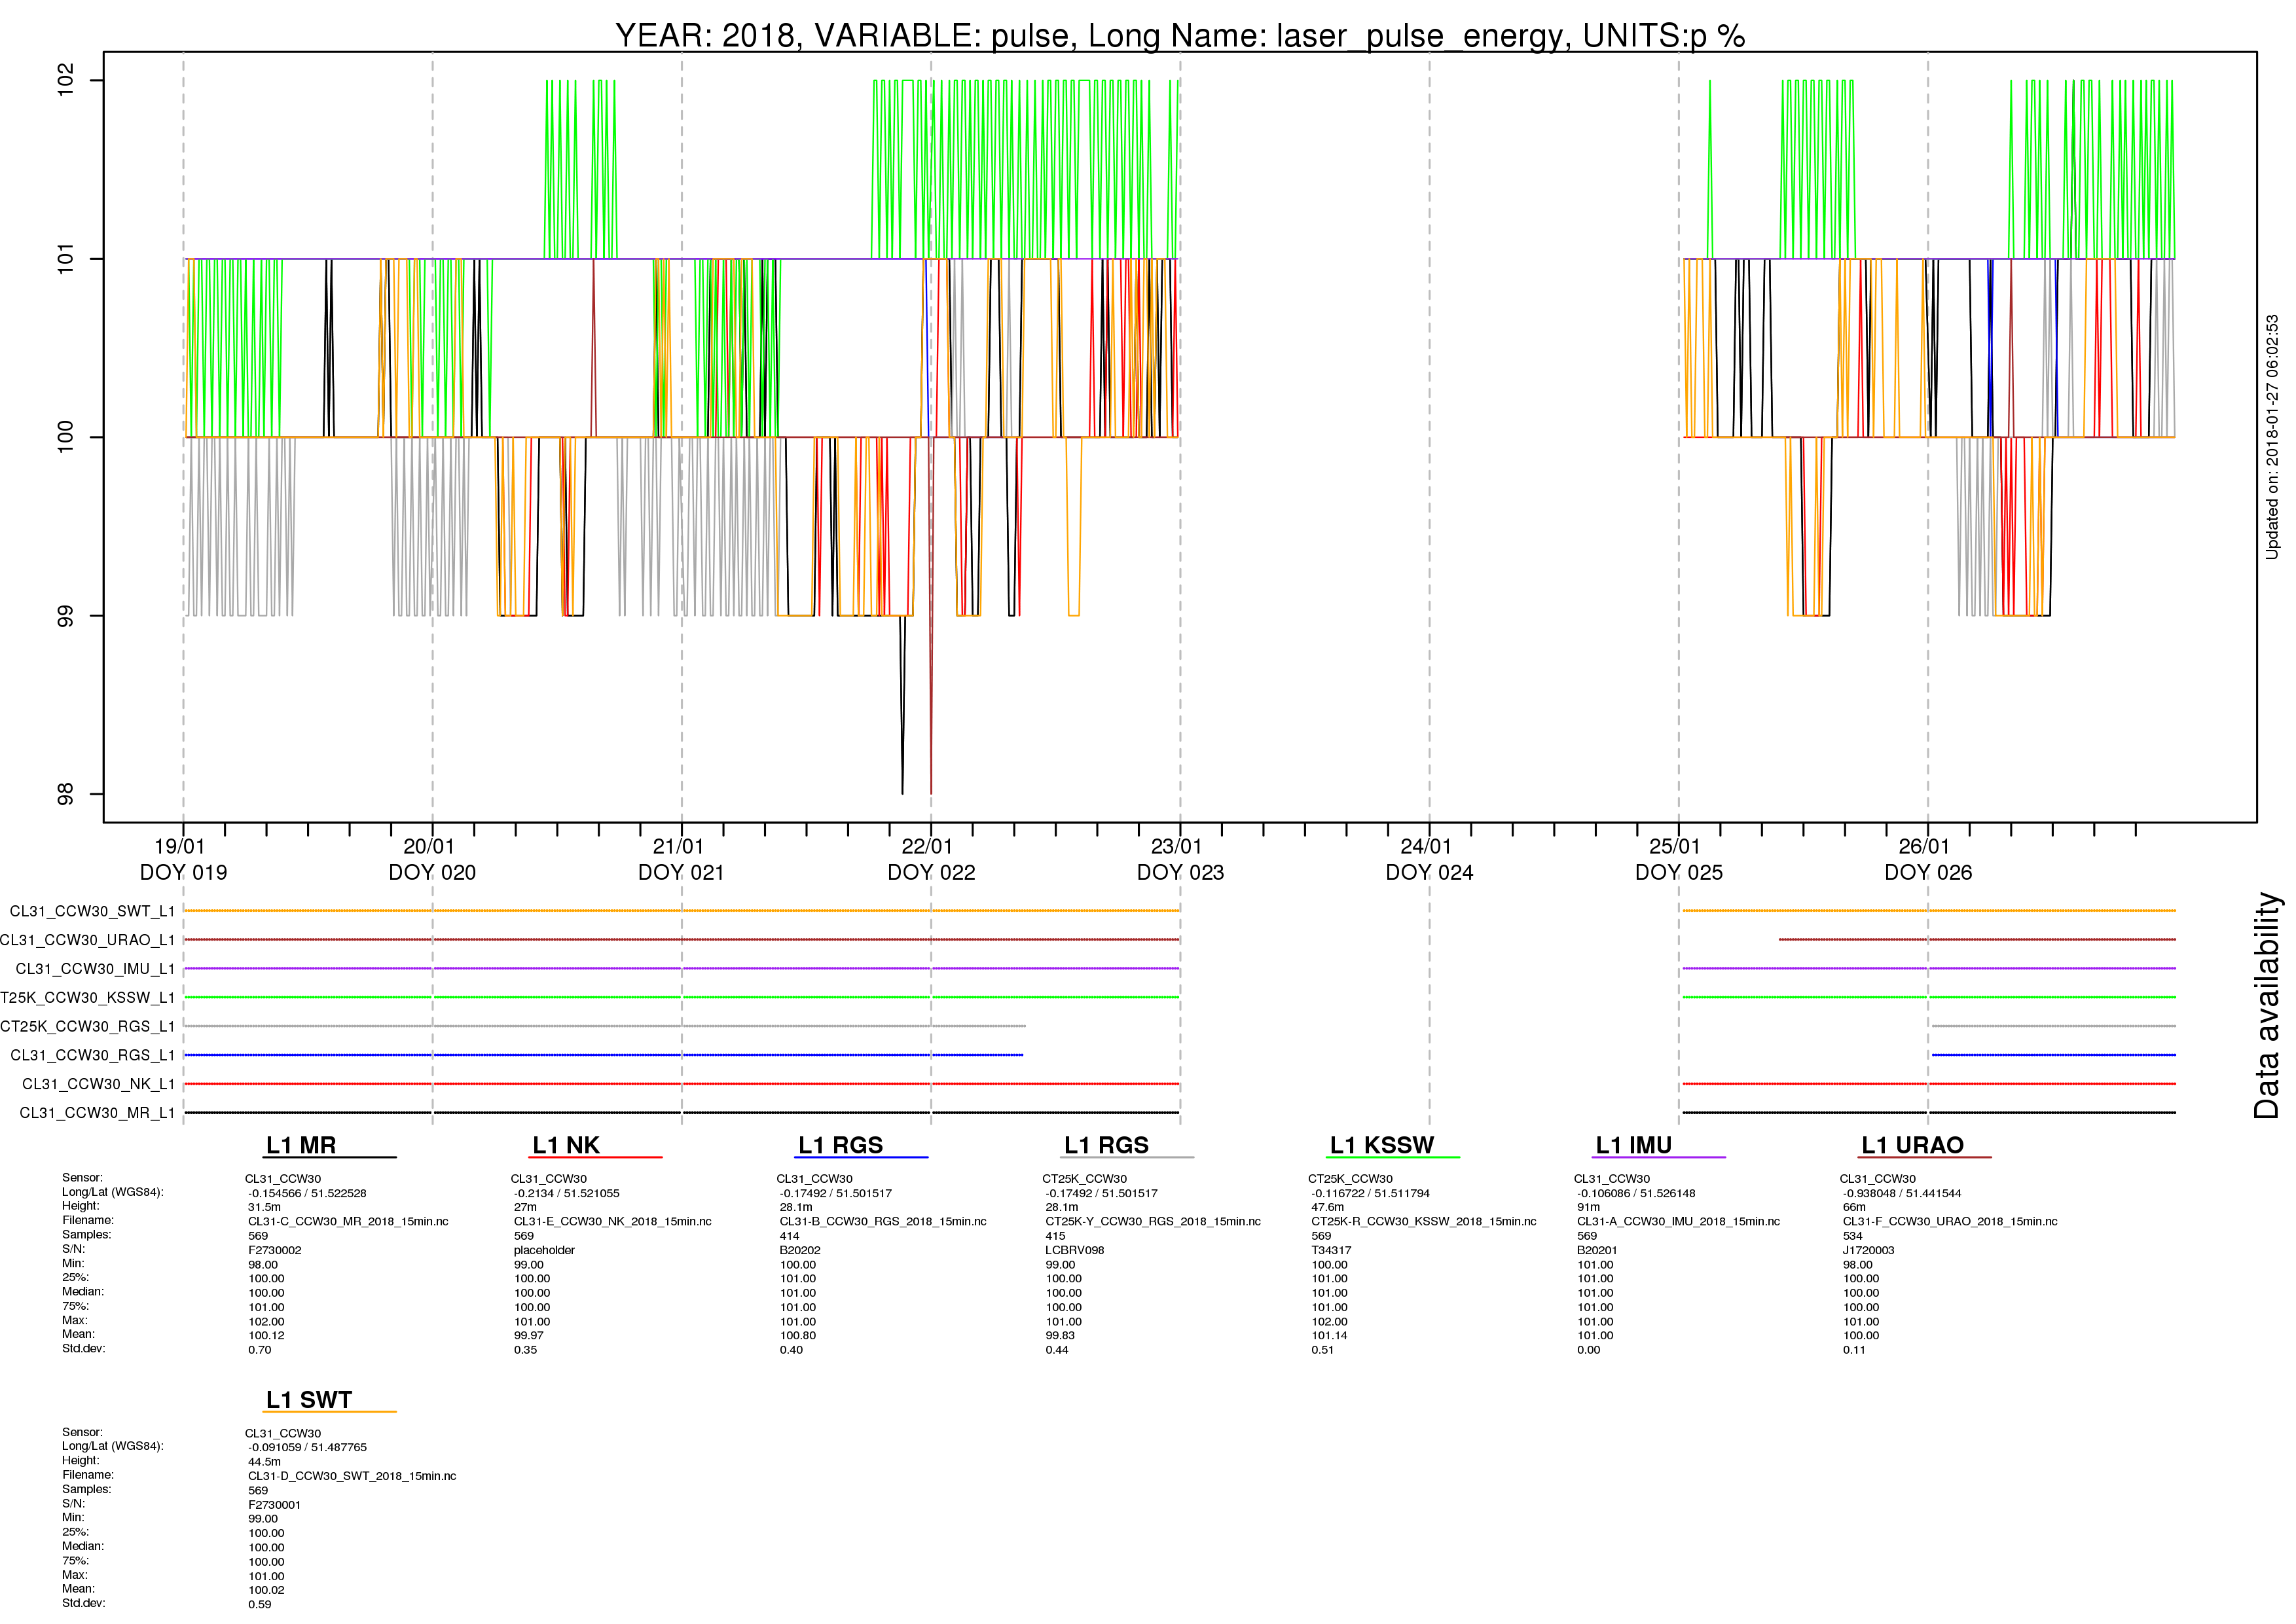 YEAR: 2018, VARIABLE: pulse, Long Name: laser_pulse_energy, UNITS:p %
102
101
100
99
98
Updated on: 2018-01-27 06:02:53
19/01 20/01 21/01 22/01 23/01 24/01 25/01 26/01
DOY 019 DOY 020 DOY 021 DOY 022 DOY 023 DOY 024 DOY 025 DOY 026
Data availability
CL31_CCW30_SWT_L1
CL31_CCW30_URAO_L1
CL31_CCW30_IMU_L1
T25K_CCW30_KSSW_L1
CT25K_CCW30_RGS_L1
CL31_CCW30_RGS_L1
CL31_CCW30_NK_L1
CL31_CCW30_MR_L1
L1 MR L1 NK L1 RGS L1 RGS L1 KSSW L1 IMU L1 URAO
Sensor: CL31_CCW30 CL31_CCW30 CL31_CCW30 CT25K_CCW30 CT25K_CCW30 CL31_CCW30 CL31_CCW30
Long/Lat (WGS84): -0.154566 / 51.522528 -0.2134 / 51.521055 -0.17492 / 51.501517 -0.17492 / 51.501517 -0.116722 / 51.511794 -0.106086 / 51.526148 -0.938048 / 51.441544
Height: 31.5m 27m 28.1m 28.1m 47.6m 91m 66m
Filename: CL31-C_CCW30_MR_2018_15min.nc CL31-E_CCW30_NK_2018_15min.nc CL31-B_CCW30_RGS_2018_15min.nc CT25K-Y_CCW30_RGS_2018_15min.nc CT25K-R_CCW30_KSSW_2018_15min.nc CL31-A_CCW30_IMU_2018_15min.nc CL31-F_CCW30_URAO_2018_15min.nc
Samples: 569 569 414 415 569 569 534
S/N: F2730002 placeholder B20202 LCBRV098 T34317 B20201 J1720003
Min: 98.00 99.00 100.00 99.00 100.00 101.00 98.00
25%: 100.00 100.00 101.00 100.00 101.00 101.00 100.00
Median: 100.00 100.00 101.00 100.00 101.00 101.00 100.00
75%: 101.00 100.00 101.00 100.00 101.00 101.00 100.00
Max: 102.00 101.00 101.00 101.00 102.00 101.00 101.00
Mean: 100.12 99.97 100.80 99.83 101.14 101.00 100.00
Std.dev: 0.70 0.35 0.40 0.44 0.51 0.00 0.11
L1 SWT
Sensor: CL31_CCW30
Long/Lat (WGS84): -0.091059 / 51.487765
Height: 44.5m
Filename: CL31-D_CCW30_SWT_2018_15min.nc
Samples: 569
S/N: F2730001
Min: 99.00
25%: 100.00
Median: 100.00
75%: 100.00
Max: 101.00
Mean: 100.02
Std.dev: 0.59